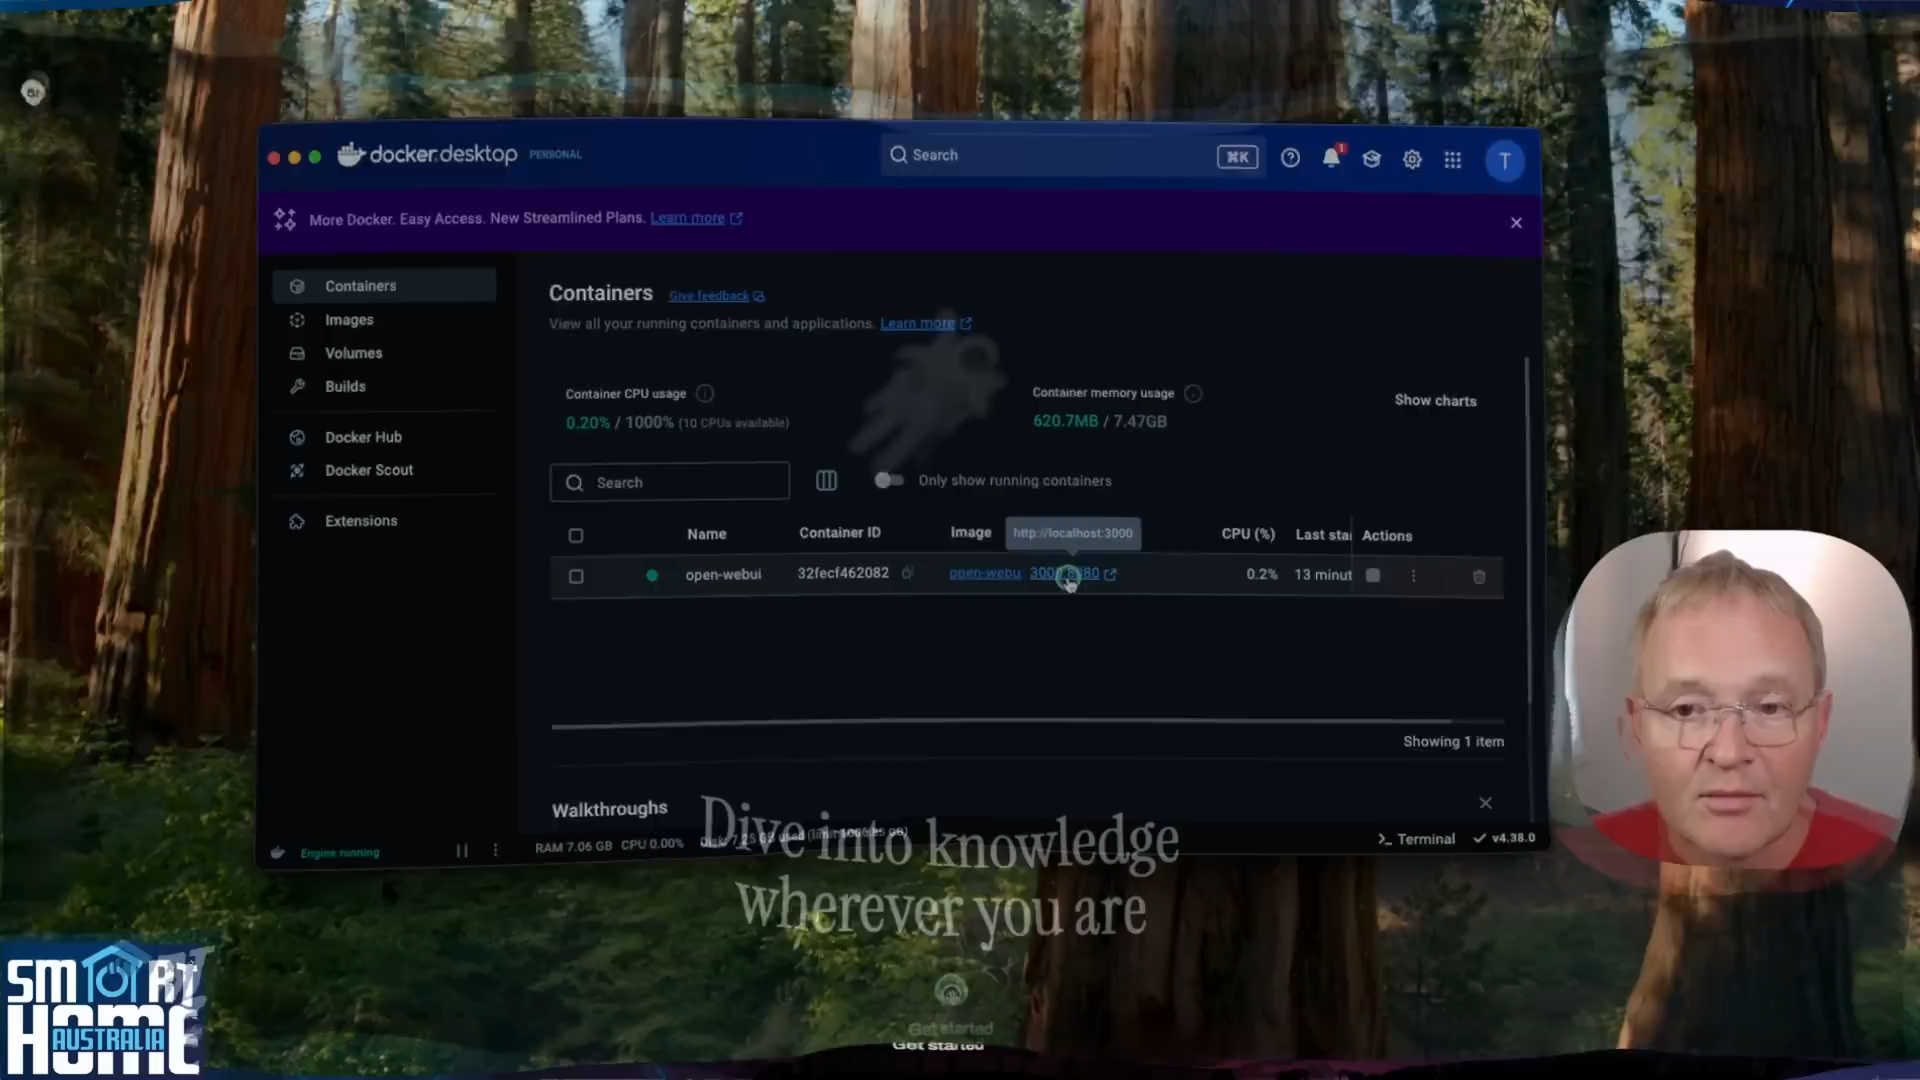 docker.desktop PERSONAL
Search
⌘K
1
T
More Docker. Easy Access. New Streamlined Plans. Learn more
Containers
Images
Volumes
Builds
Docker Hub
Docker Scout
Extensions
Containers Give feedback
View all your running containers and applications. Learn more
Container CPU usage
0.20% / 1000% (10 CPUs available)
Container memory usage
620.7MB / 7.47GB
Show charts
Search
Only show running containers
Name Container ID Image http://localhost:3000 CPU (%) Last sta Actions
open-webui 32fecf462082 open-webu 0.2% 13 minut
Showing 1 item
Walkthroughs
Engine running
RAM 7.06 GB CPU 0.00%
>_ Terminal
v4.38.0
Dive into knowledge
wherever you are
Get started
Get started
SMART
HOME
AUSTRALIA